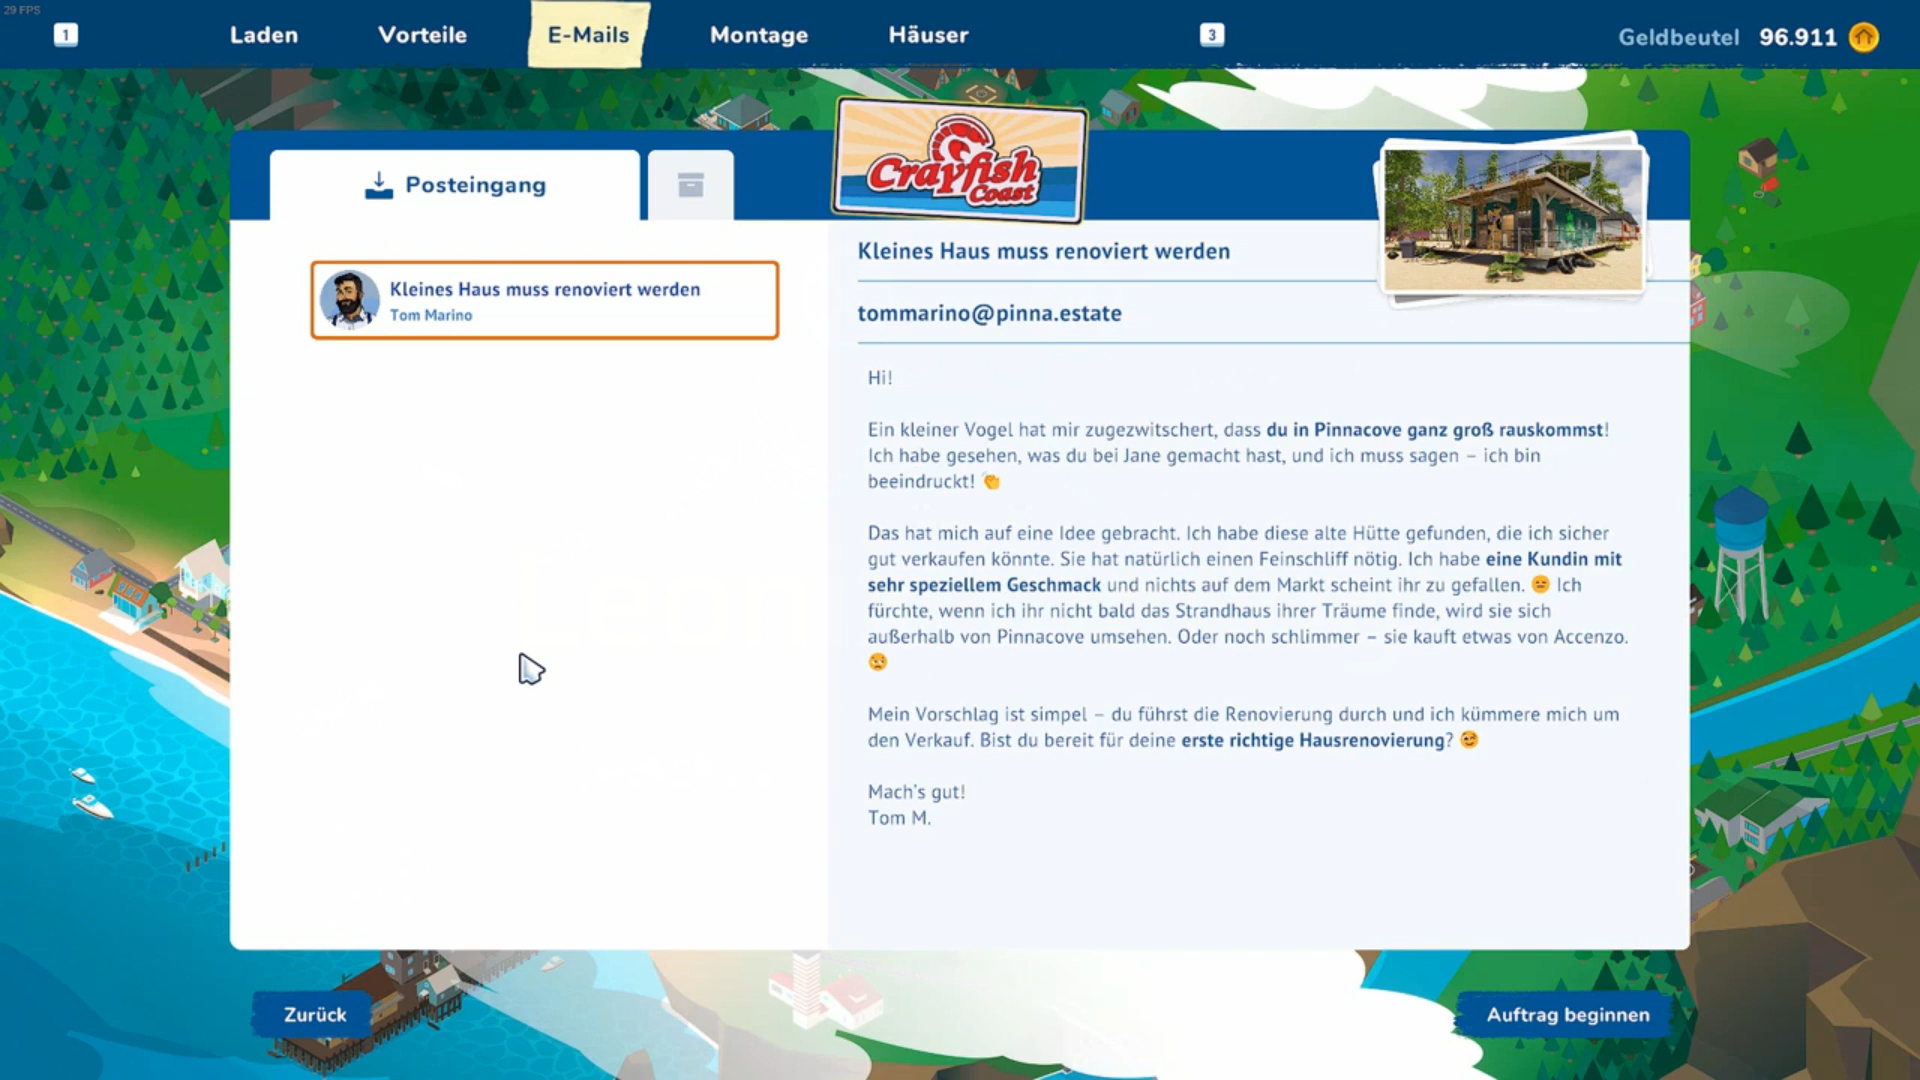 29 FPS
1
Laden
Vorteile
E-Mails
Montage
Häuser
3
Geldbeutel 96.911
Posteingang
Crayfish
Coast
Kleines Haus muss renoviert werden
Tom Marino
Kleines Haus muss renoviert werden
tommarino@pinna.estate
Hi!
Ein kleiner Vogel hat mir zugezwitschert, dass du in Pinnacove ganz groß rauskommst!
Ich habe gesehen, was du bei Jane gemacht hast, und ich muss sagen – ich bin
beeindruckt! 👏
Das hat mich auf eine Idee gebracht. Ich habe diese alte Hütte gefunden, die ich sicher
gut verkaufen könnte. Sie hat natürlich einen Feinschliff nötig. Ich habe eine Kundin mit
sehr speziellem Geschmack und nichts auf dem Markt scheint ihr zu gefallen. 😑 Ich
fürchte, wenn ich ihr nicht bald das Strandhaus ihrer Träume finde, wird sie sich
außerhalb von Pinnacove umsehen. Oder noch schlimmer – sie kauft etwas von Accenzo.
😟
Mein Vorschlag ist simpel – du führst die Renovierung durch und ich kümmere mich um
den Verkauf. Bist du bereit für deine erste richtige Hausrenovierung? 😉
Mach's gut!
Tom M.
Zurück
Auftrag beginnen